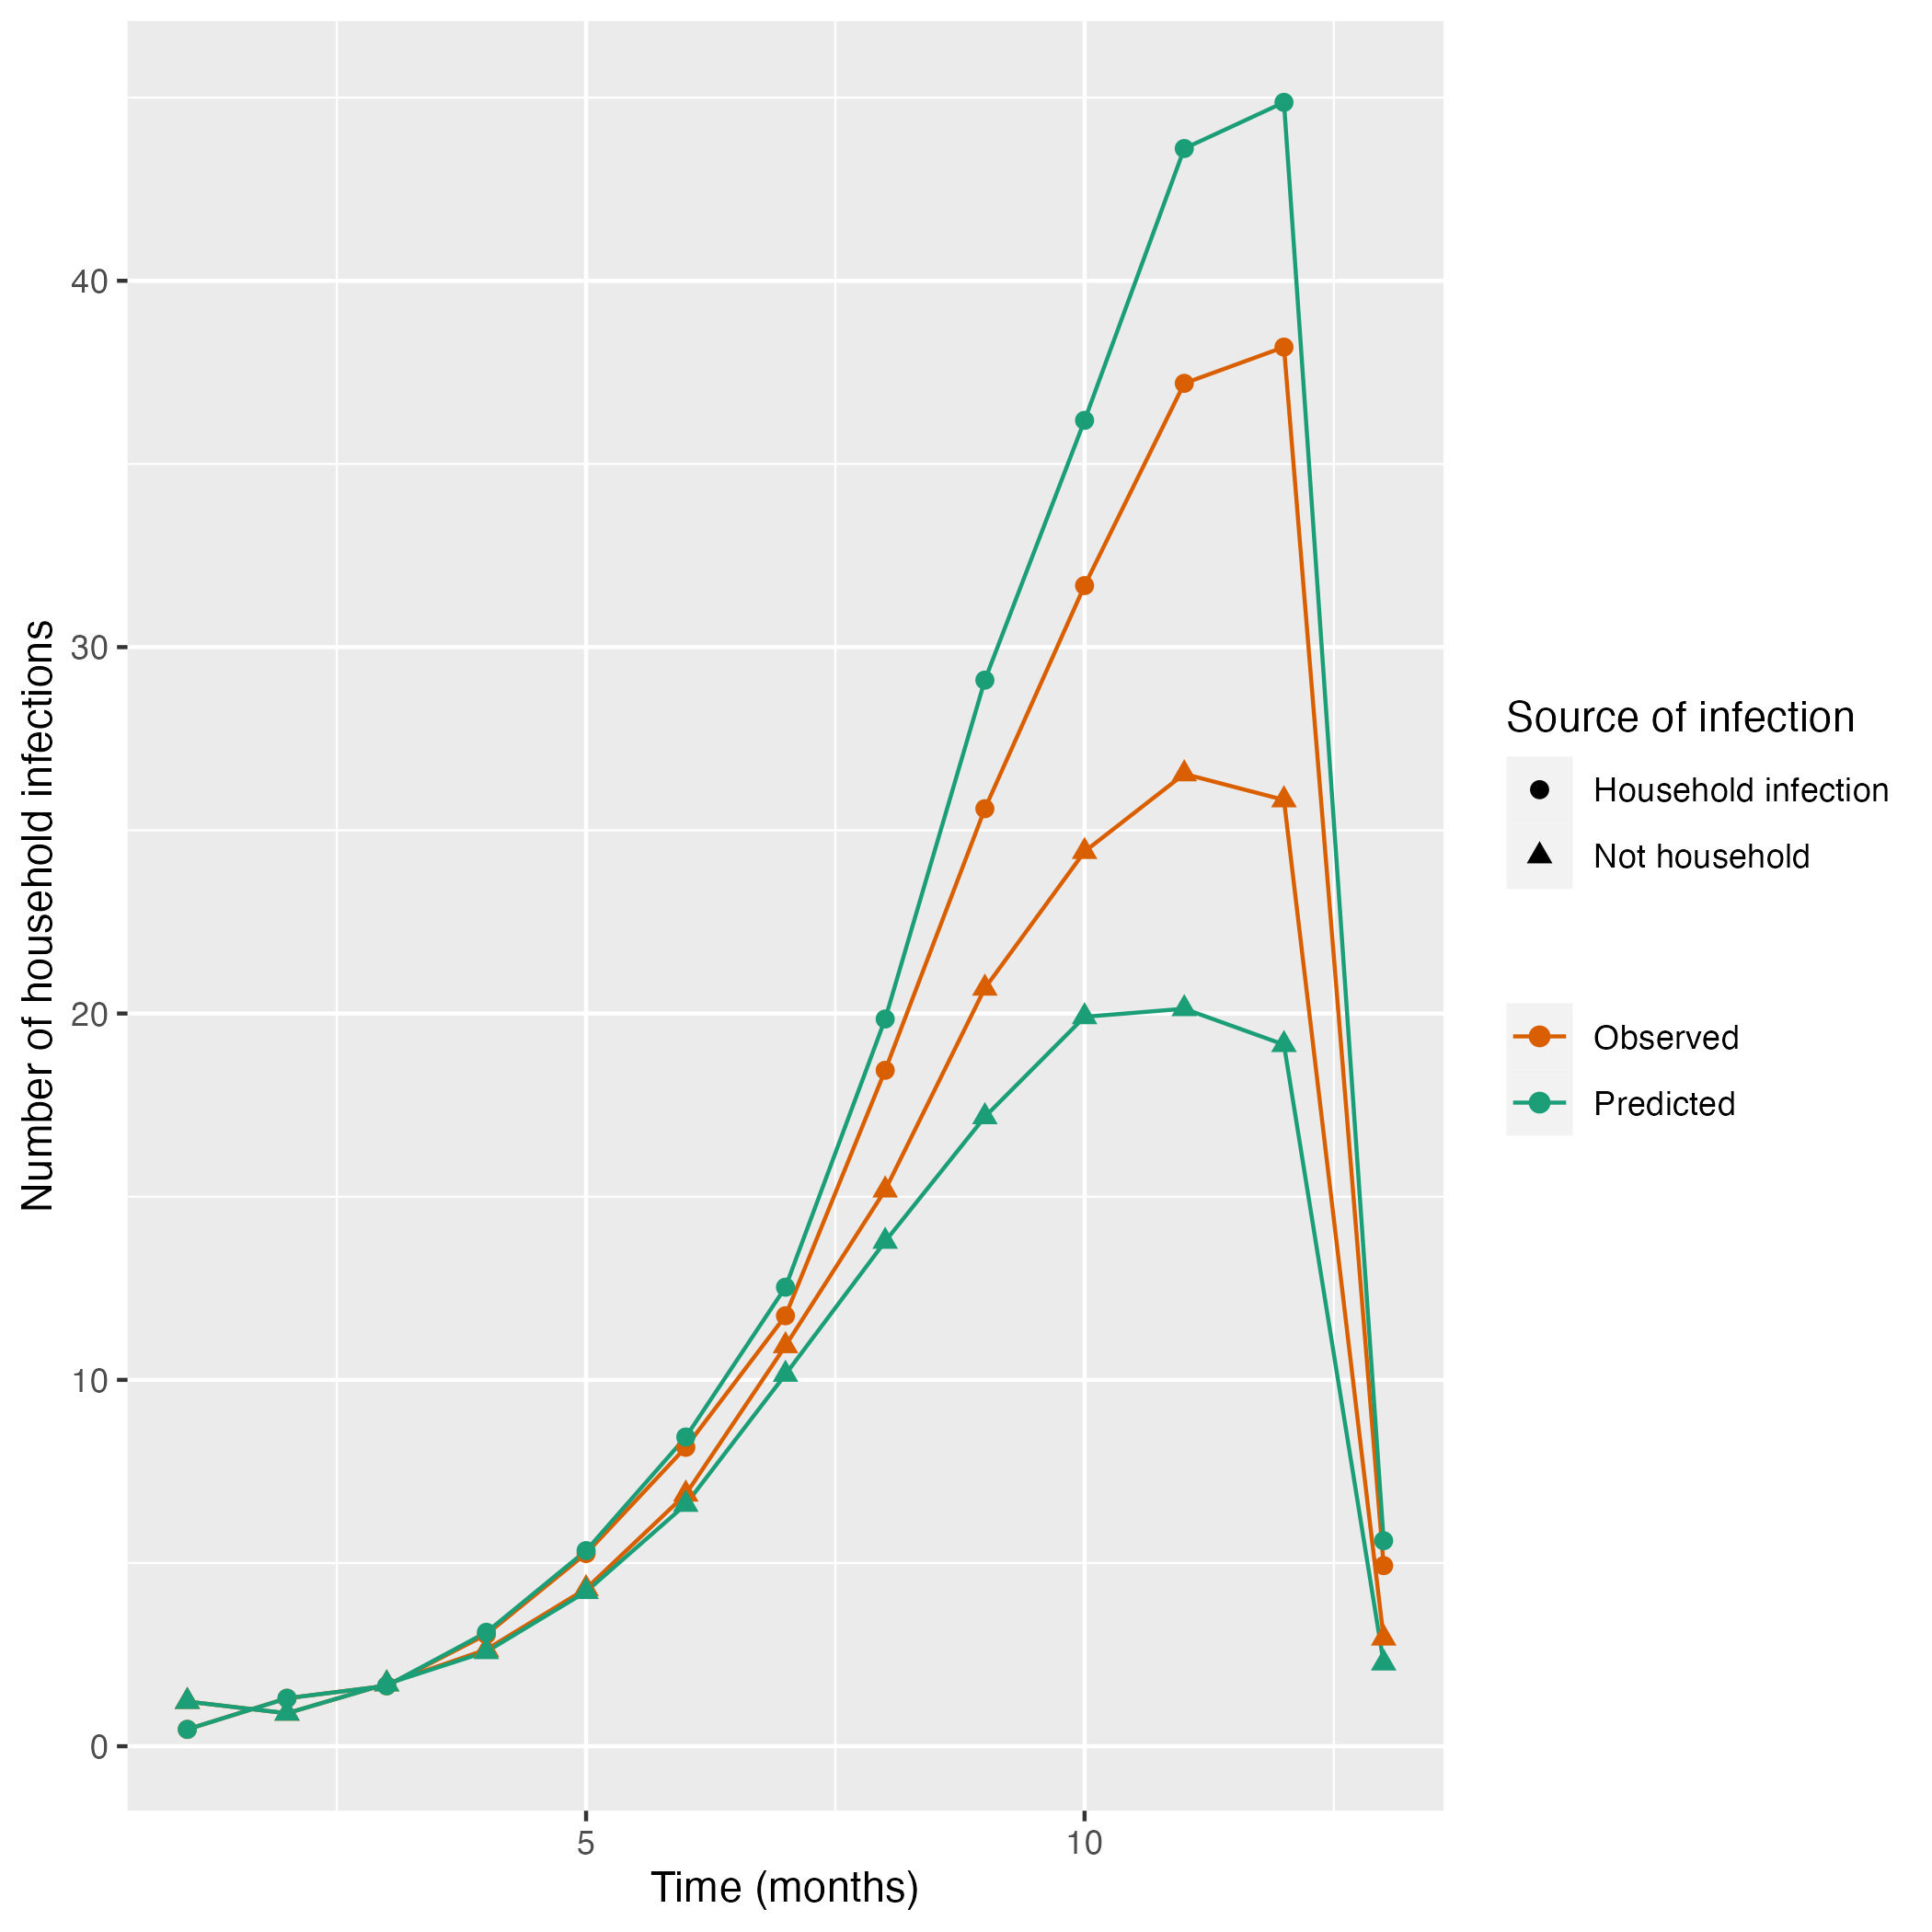 Number of household infections
40
30
20
10
0
5
10
Time (months)
Source of infection
Household infection
Not household
Observed
Predicted